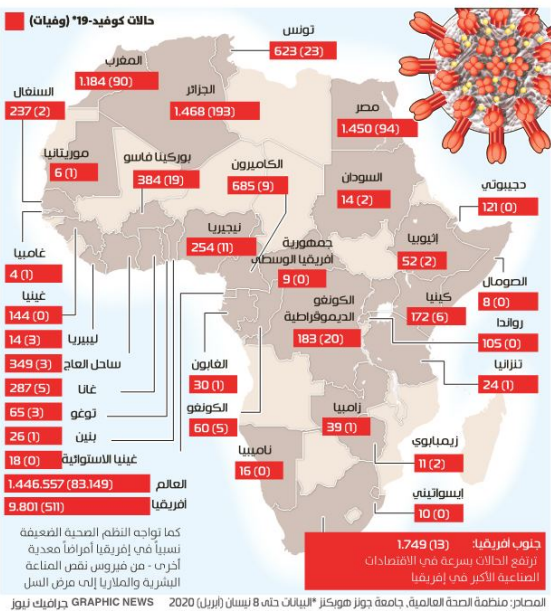 حالات كوفيد-19* (وفيات)
تونس
623 (23)
المغرب
1.184 (90)
الجزائر
1.468 (193)
مصر
1.450 (94)
السنغال
237 (2)
موريتانيا
6 (1)
بوركينا فاسو
384 (19)
الكاميرون
685 (9)
السودان
14 (2)
دجيبوتي
121 (0)
نيجيريا
254 (11)
جمهورية
أفريقيا الوسطى
9 (0)
إثيوبيا
52 (2)
غامبيا
4 (1)
الصومال
8 (0)
غينيا
144 (0)
الكونغو
الديموقراطية
183 (20)
كينيا
172 (6)
رواندا
105 (0)
ليبيريا
14 (3)
ساحل العاج
349 (3)
الغابون
30 (1)
تنزانيا
24 (1)
غانا
287 (5)
الكونغو
60 (5)
توغو
65 (3)
زامبيا
39 (1)
بنين
26 (1)
زيمبابوي
11 (2)
غينيا الاستوائية
18 (0)
ناميبيا
16 (0)
العالم
1.446.557 (83.149)
إيسواتيني
10 (0)
أفريقيا
9.801 (511)
كما تواجه النظم الصحية الضعيفة
نسبياً في إفريقيا أمراضاً معدية
أخرى - من فيروس نقص المناعة
البشرية والملاريا إلى مرض السل
جنوب افريقيا: 1.749 (13)
ترتفع الحالات بسرعة في الاقتصادات
الصناعية الأكبر في إفريقيا
المصادر: منظمة الصحة العالمية, جامعة جونز هوبكنز *البيانات حتى 8 نيسان (أبريل) 2020 GRAPHIC NEWS جرافيك نيوز